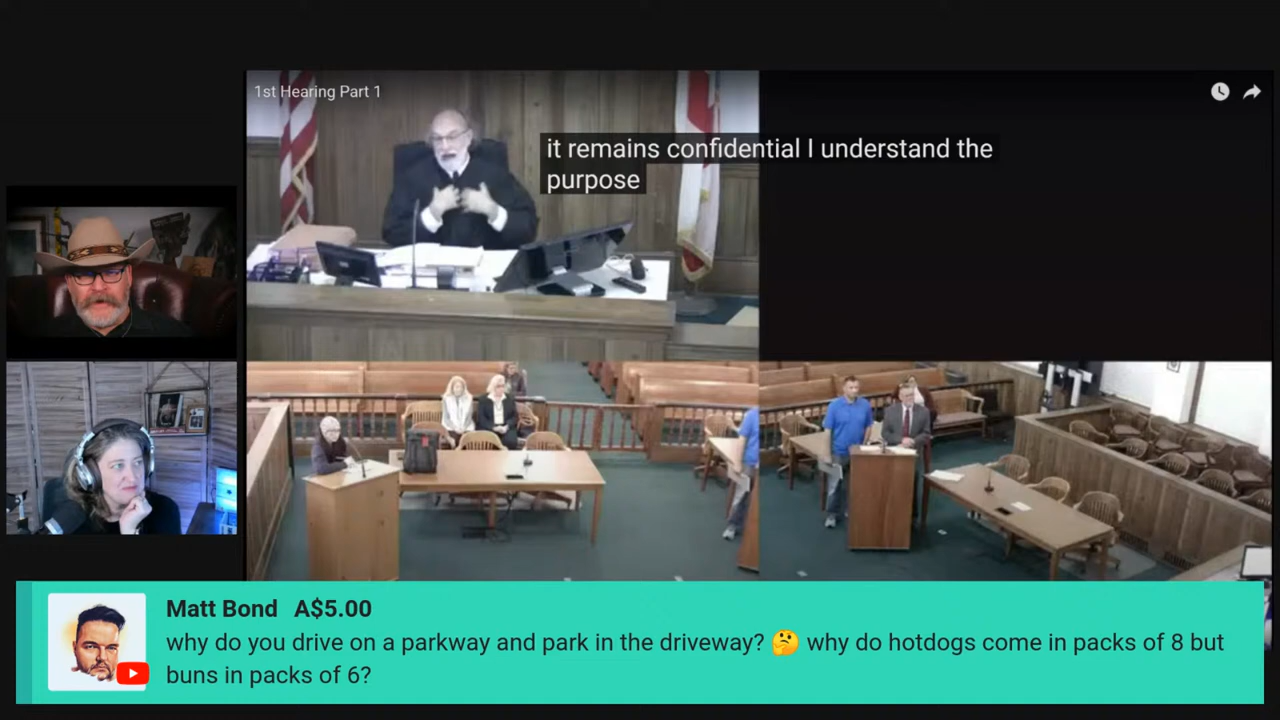 1st Hearing Part 1
it remains confidential I understand the
purpose
Matt Bond A$5.00
why do you drive on a parkway and park in the driveway? 🤔 why do hotdogs come in packs of 8 but
buns in packs of 6?